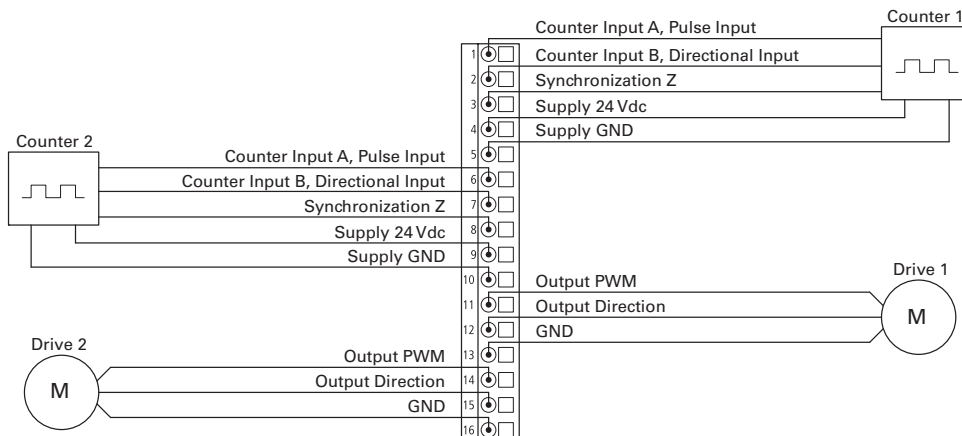 Counter 1
Counter Input A, Pulse Input
1
Counter Input B, Directional Input
2
Synchronization Z
3
Supply 24 Vdc
4
Supply GND
5
Counter 2
Counter Input A, Pulse Input
6
Counter Input B, Directional Input
7
Synchronization Z
8
Supply 24 Vdc
9
Supply GND
10
Drive 1
Output PWM
11
Output Direction
M
12
GND
13
Drive 2
Output PWM
14
M
Output Direction
15
GND
16